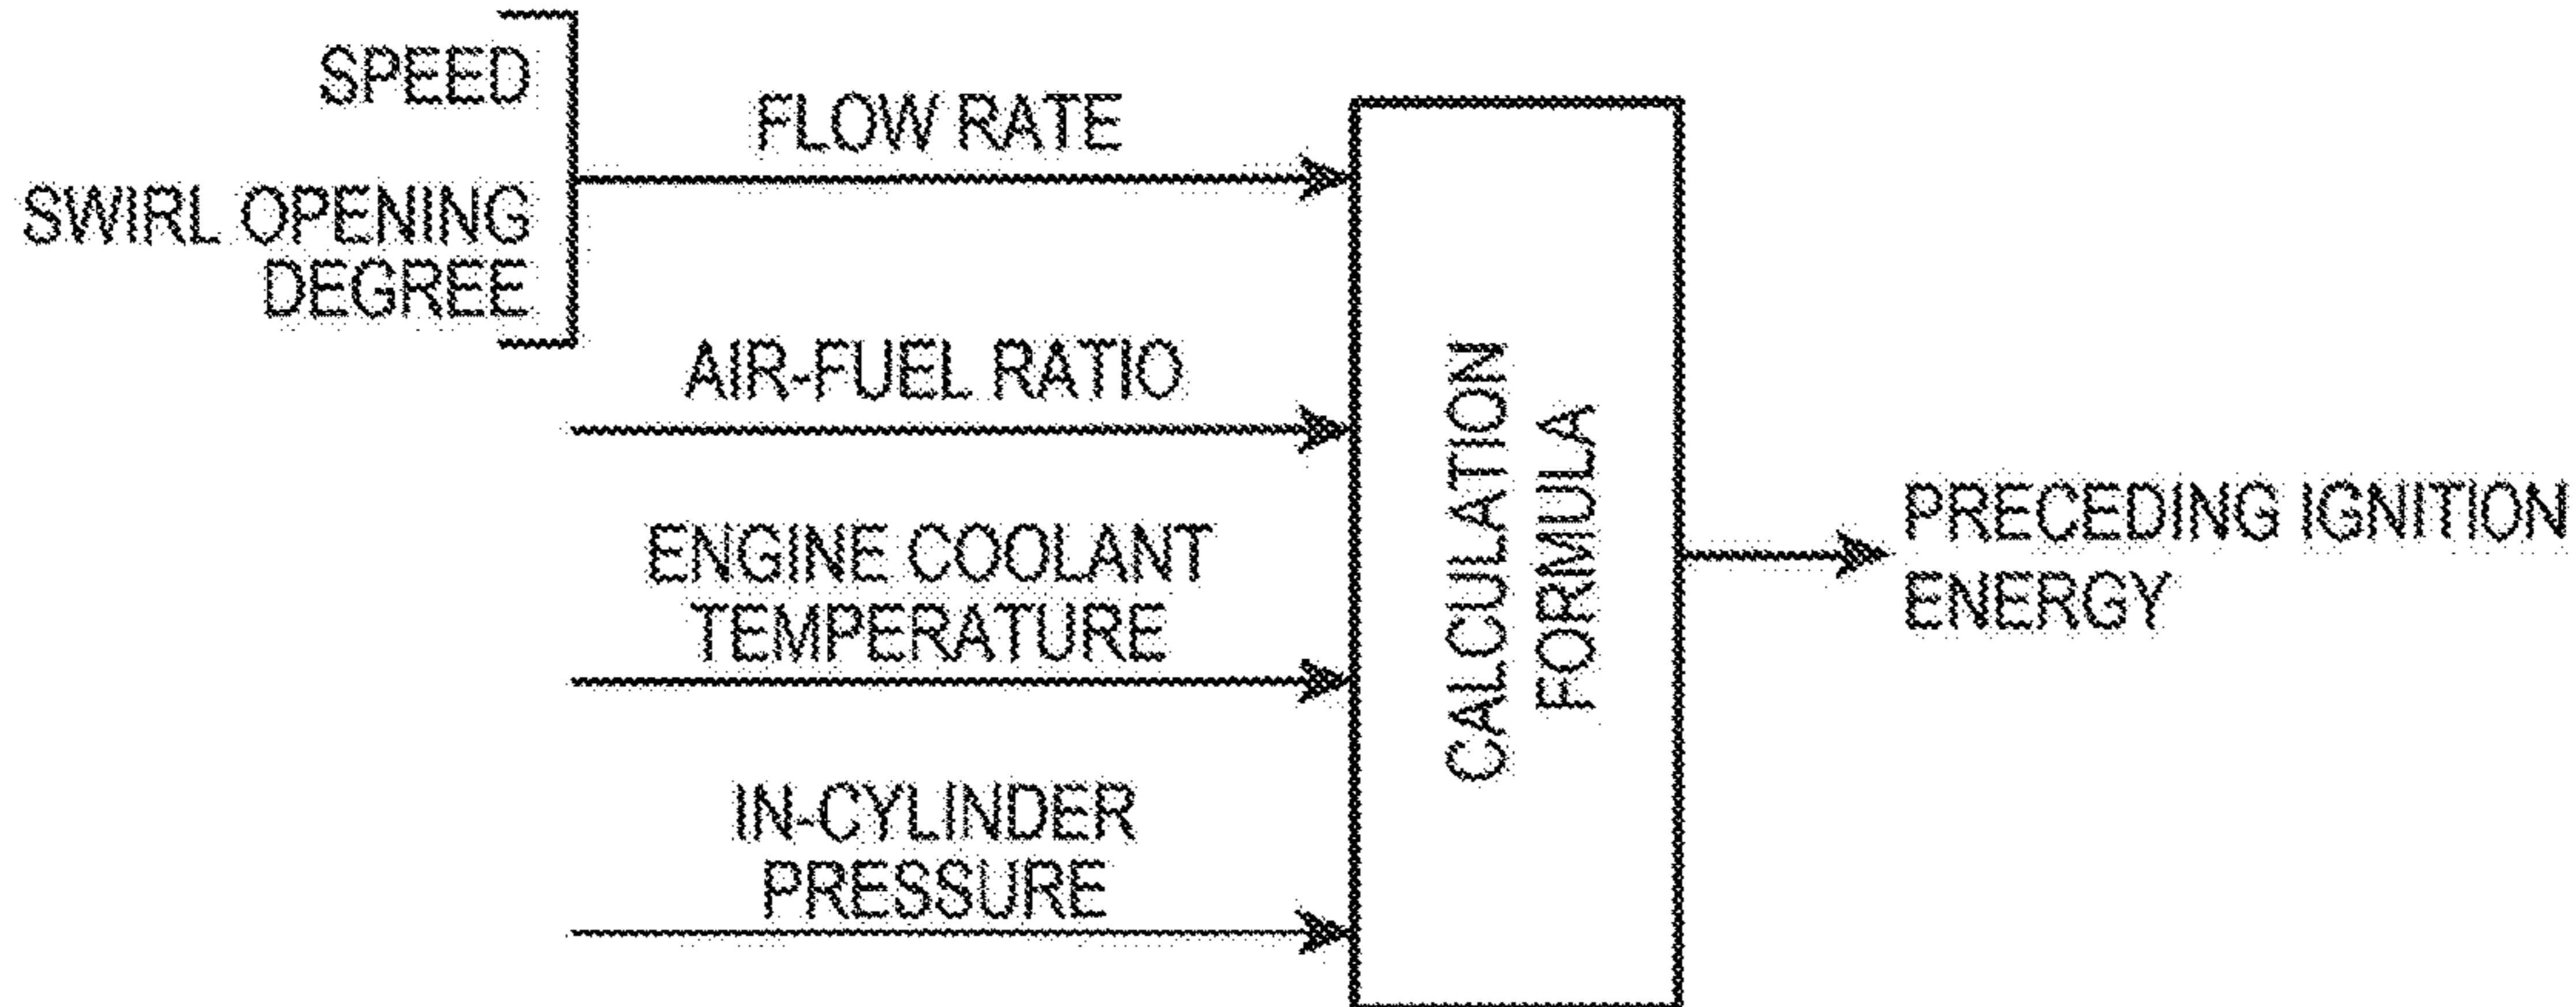 SPEED
SWIRL OPENING
DEGREE
FLOW RATE
AIR-FUEL RATIO
ENGINE COOLANT
TEMPERATURE
IN-CYLINDER
PRESSURE
CALCULATION
FORMULA
PRECEDING IGNITION
ENERGY